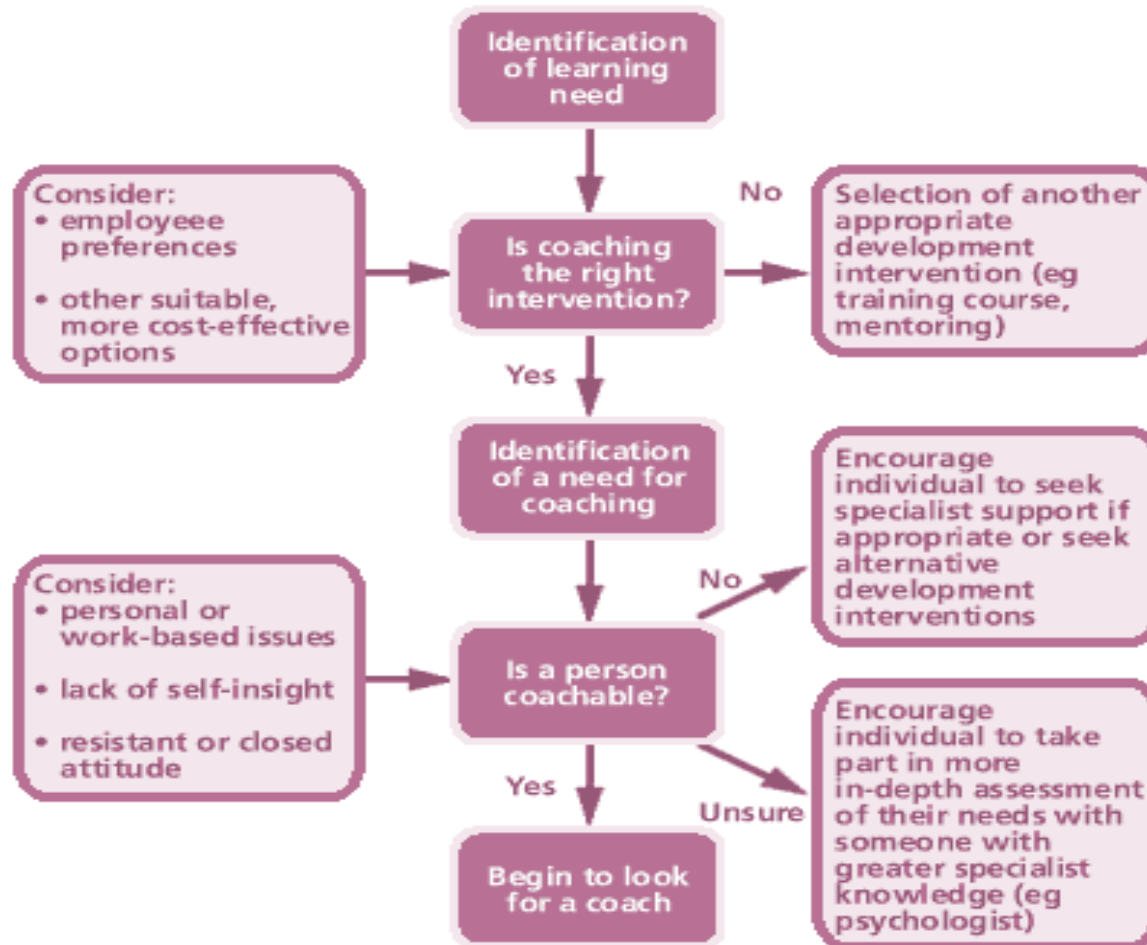 Identification
of learning
need
Consider:
• employeee
preferences
• other suitable,
more cost-effective
options
Is coaching
the right
intervention?
No
Selection of another
appropriate
development
intervention (eg
training course,
mentoring)
Yes
Identification
of a need for
coaching
Encourage
individual to seek
specialist support if
appropriate or seek
alternative
development
interventions
No
Consider:
• personal or
work-based issues
• lack of self-insight
• resistant or closed
attitude
Is a person
coachable?
Yes
Unsure
Encourage
individual to take
part in more
in-depth assessment
of their needs with
someone with
greater specialist
knowledge (eg
psychologist)
Begin to look
for a coach